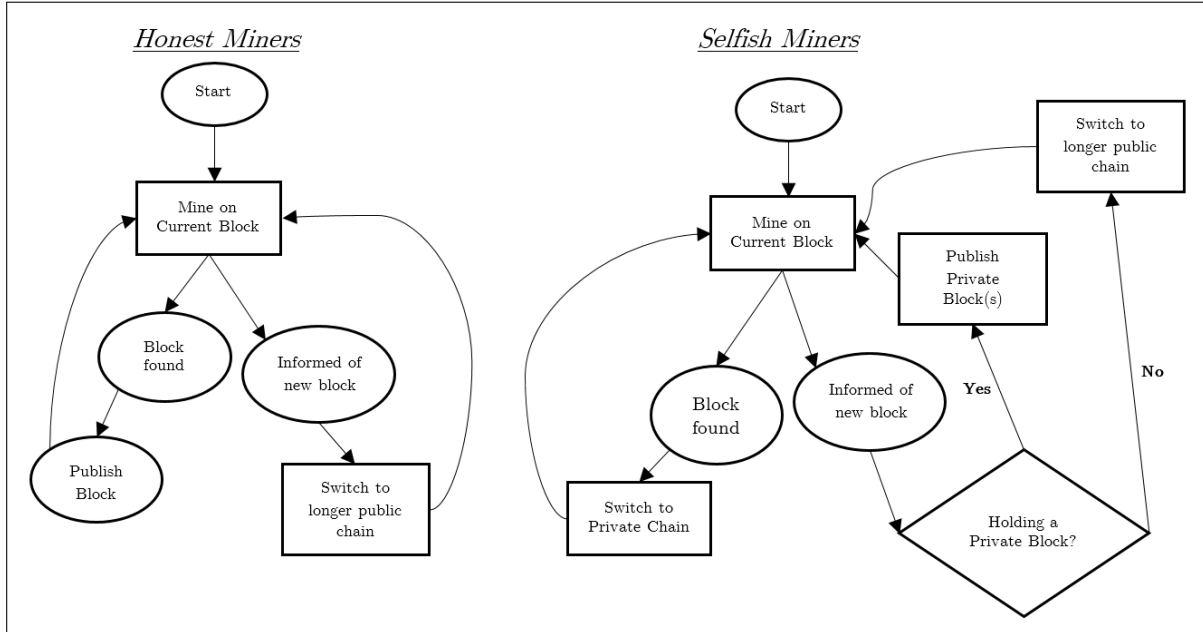 Honest Miners
Start
Mine on
Current Block
Block
found
Informed of
new block
Publish
Block
Switch to
longer public
chain
Selfish Miners
Start
Mine on
Current Block
Switch to
longer public
chain
Publish
Private
Block(s)
Block
found
Informed of
new block
Yes
No
Switch to
Private Chain
Holding a
Private Block?